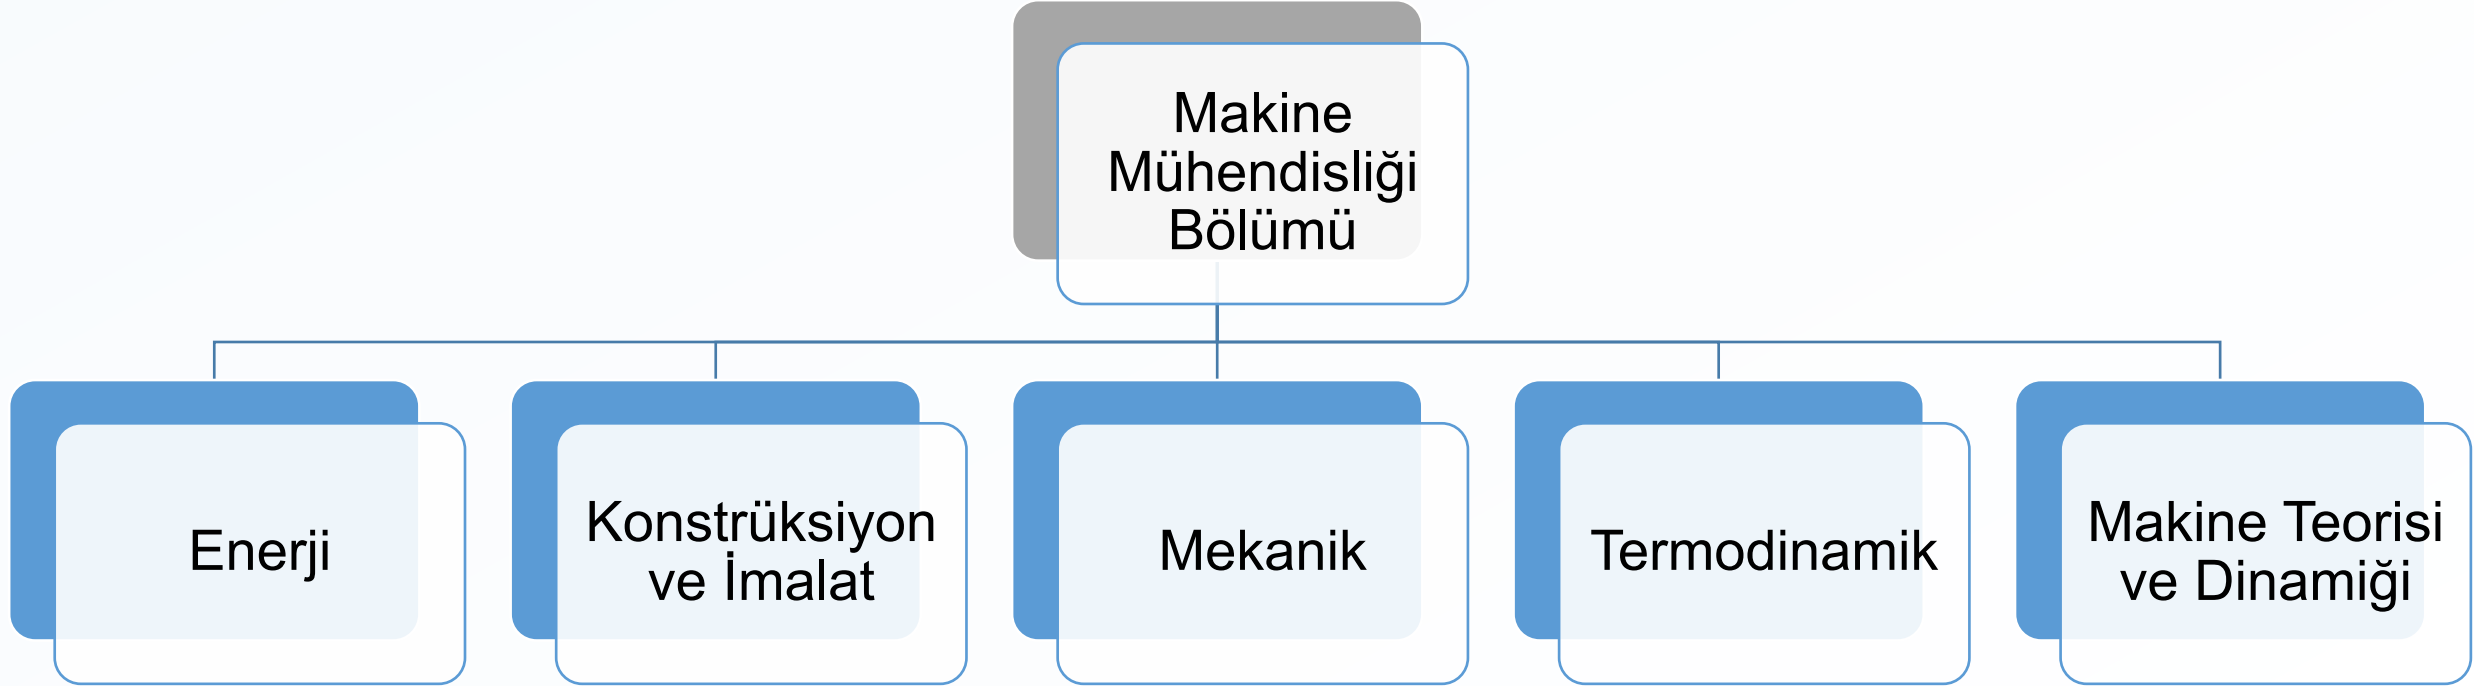 Makine
Mühendisliği
Bölümü
Enerji
Konstrüksiyon
ve İmalat
Mekanik
Termodinamik
Makine Teorisi
ve Dinamiği